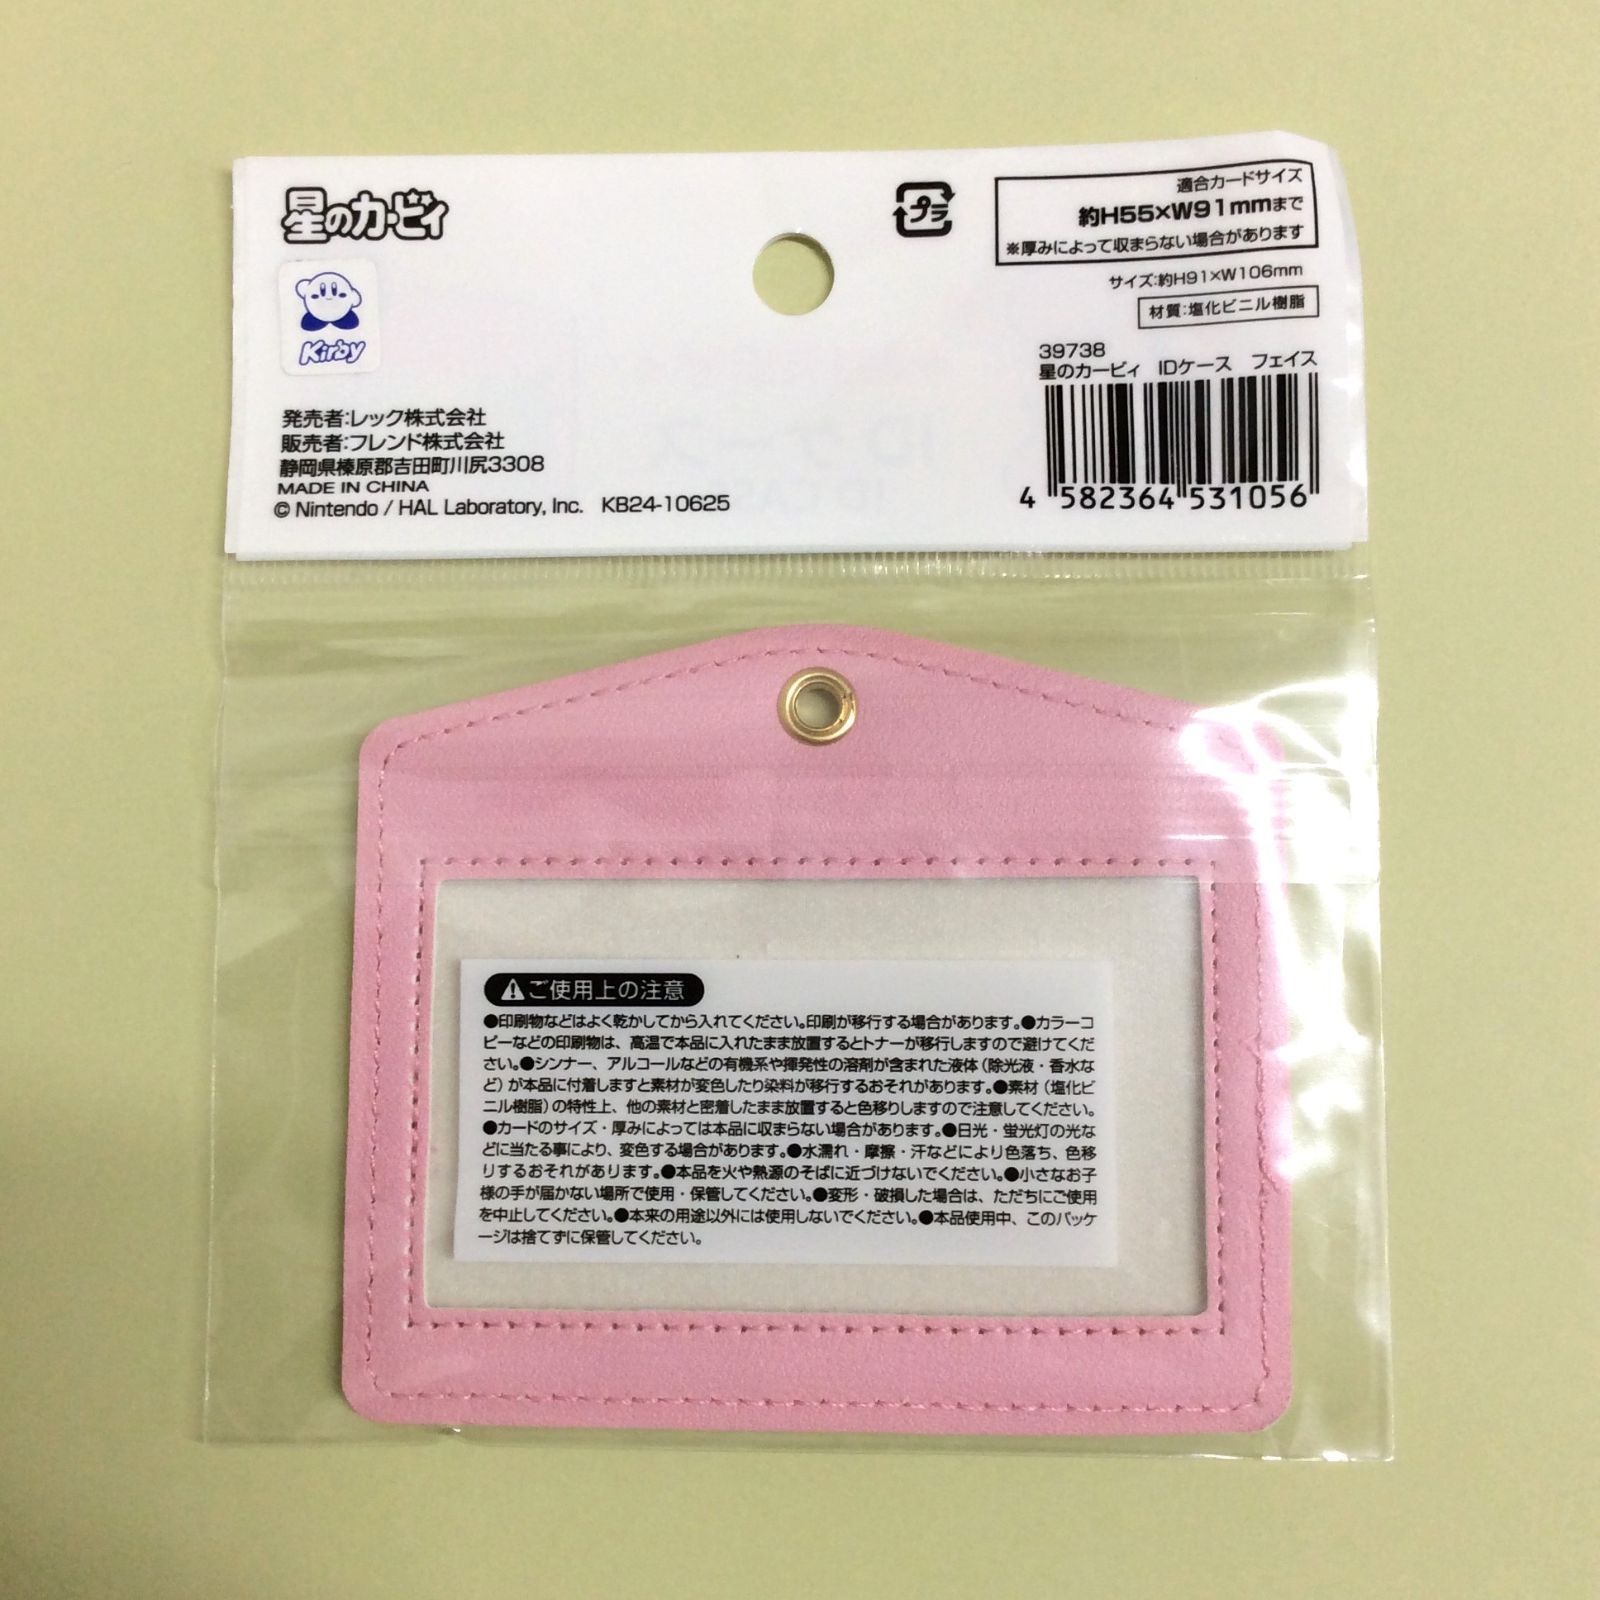 星のカービィ
Kirby
プラ
適合カードサイズ
約H55×W91mmまで
※厚みによって収まらない場合があります
サイズ:約H91×W106mm
材質:塩化ビニル樹脂
39738
星のカービィ IDケース フェイス
4 582364 531056
発売者:レック株式会社
販売者:フレンド株式会社
静岡県榛原郡吉田町川尻3308
MADE IN CHINA
© Nintendo / HAL Laboratory, Inc. KB24-10625
ご使用上の注意
●印刷物などはよく乾かしてから入れてください。印刷が移行する場合があります。●カラーコ
ピーなどの印刷物は、高温で本品に入れたまま放置するとトナーが移行しますので避けてくだ
さい。●シンナー、アルコールなどの有機系や揮発性の溶剤が含まれた液体(除光液・香水な
ど)が本品に付着しますと素材が変色したり染料が移行するおそれがあります。●素材(塩化ビ
ニル樹脂)の特性上、他の素材と密着したまま放置すると色移りしますので注意してください。
●カードのサイズ・厚みによっては本品に収まらない場合があります。●日光・蛍光灯の光な
どに当たる事により、変色する場合があります。●水濡れ・摩擦・汗などにより色落ち、色移
りするおそれがあります。●本品を火や熱源のそばに近づけないでください。●小さなお子
様の手が届かない場所で使用・保管してください。●変形・破損した場合は、ただちにご使用
を中止してください。●本来の用途以外には使用しないでください。●本品使用中、このパッケ
ージは捨てずに保管してください。